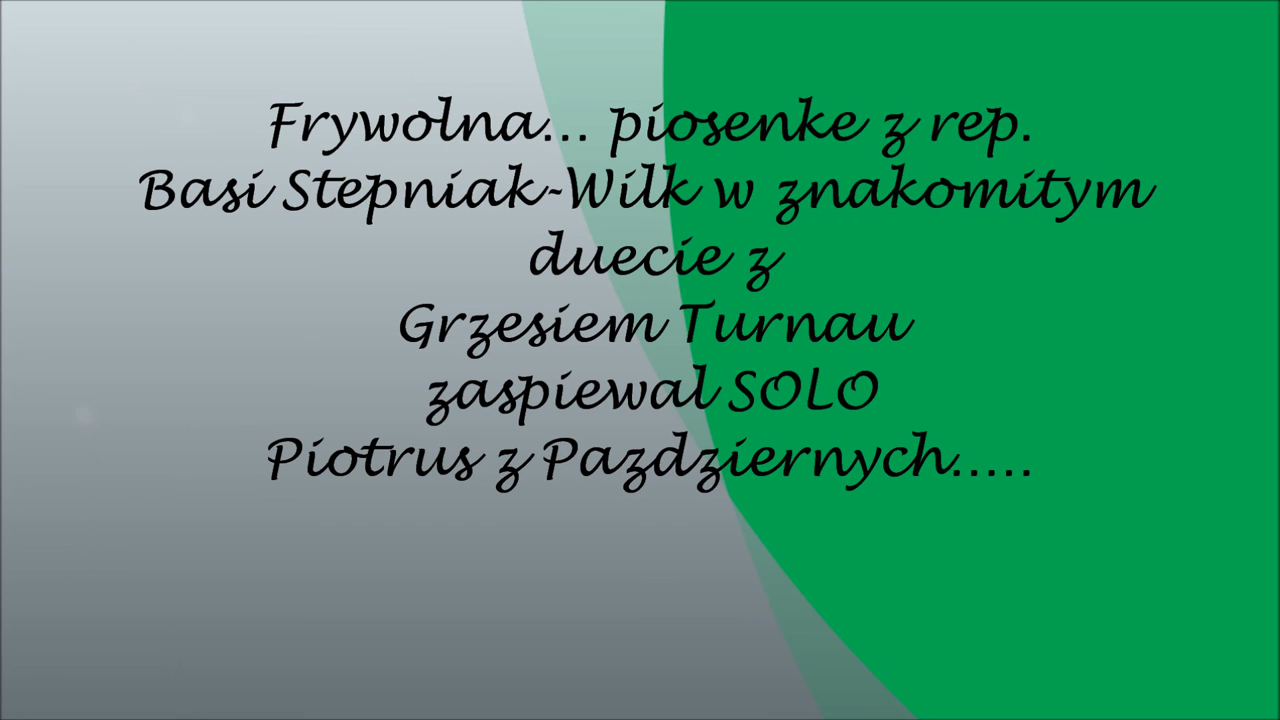 Frywolna... piosenke z rep.
Basi Stepniak-Wilk w znakomitym
duecie z
Grzesiem Turnau
zaspiewal SOLO
Piotrus z Pazdziernych.....